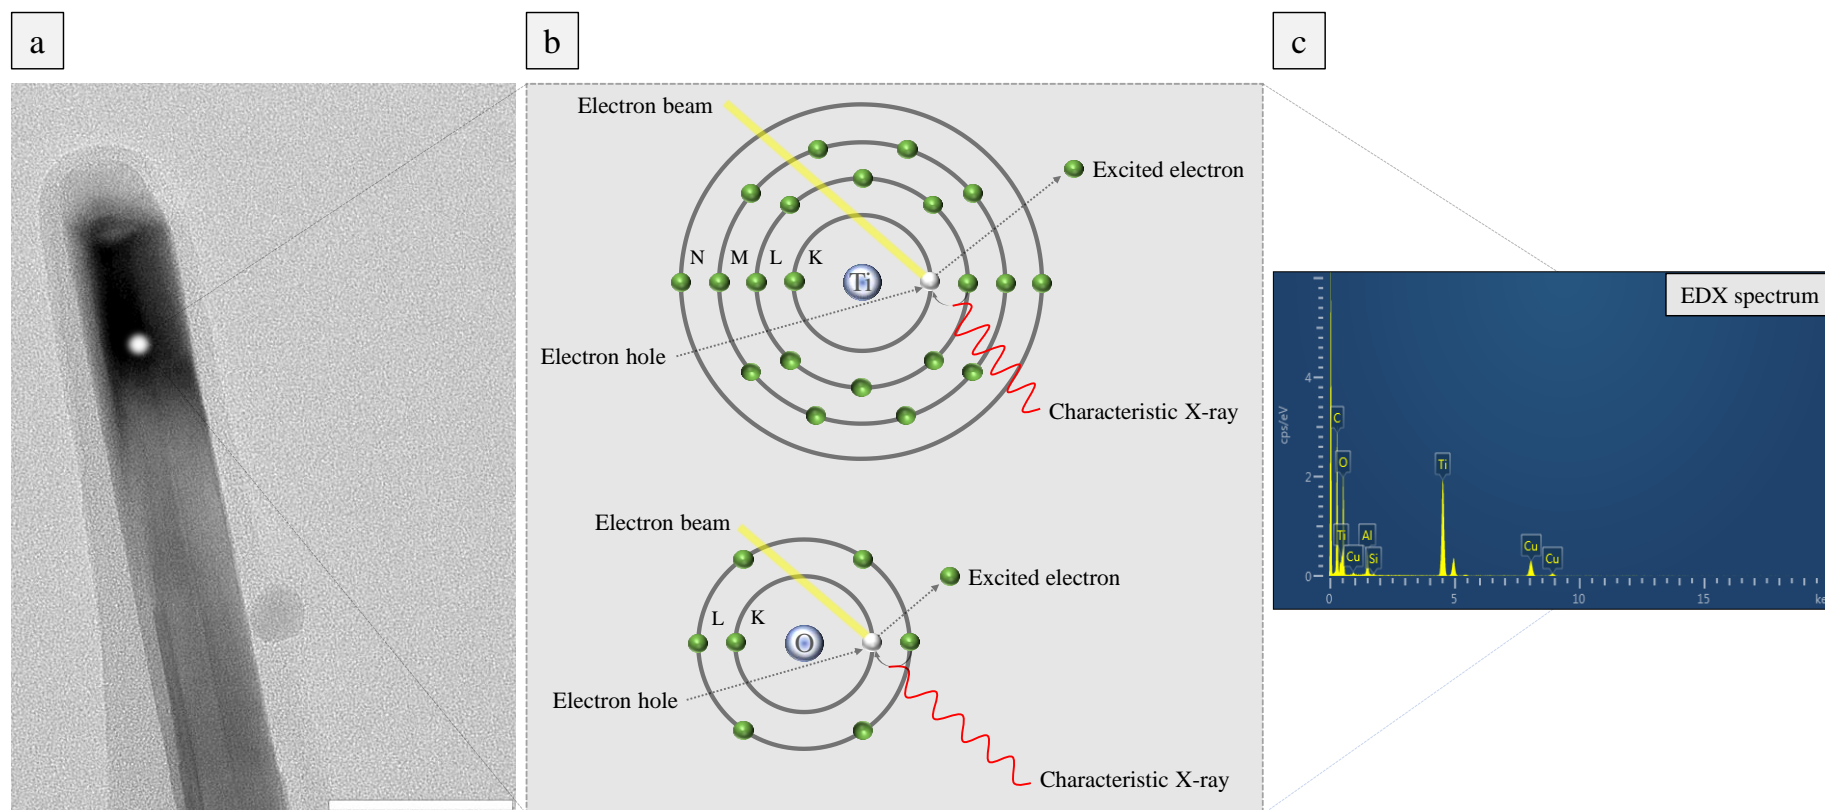 a
b
c
Electron beam
Excited electron
N M L K
Ti
Electron hole
Characteristic X-ray
Electron beam
Excited electron
L K
O
Electron hole
Characteristic X-ray
EDX spectrum
4
cps/eV
C
O
Ti
2
Ti
Al
Cu
Si
Cu
Cu
0
0 5 10 15 ke